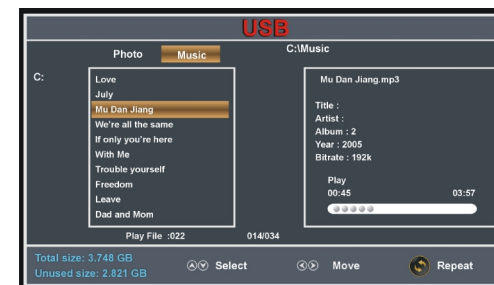 USB
Photo Music C:\Music
C:
Love
July
Mu Dan Jiang
We're all the same
If only you're here
With Me
Trouble yourself
Freedom
Leave
Dad and Mom
Mu Dan Jiang.mp3
Title :
Artist :
Album : 2
Year : 2005
Bitrate : 192k
Play
00:45 03:57
Play File :022 014/034
Total size: 3.748 GB
Unused size: 2.821 GB
Select Move Repeat